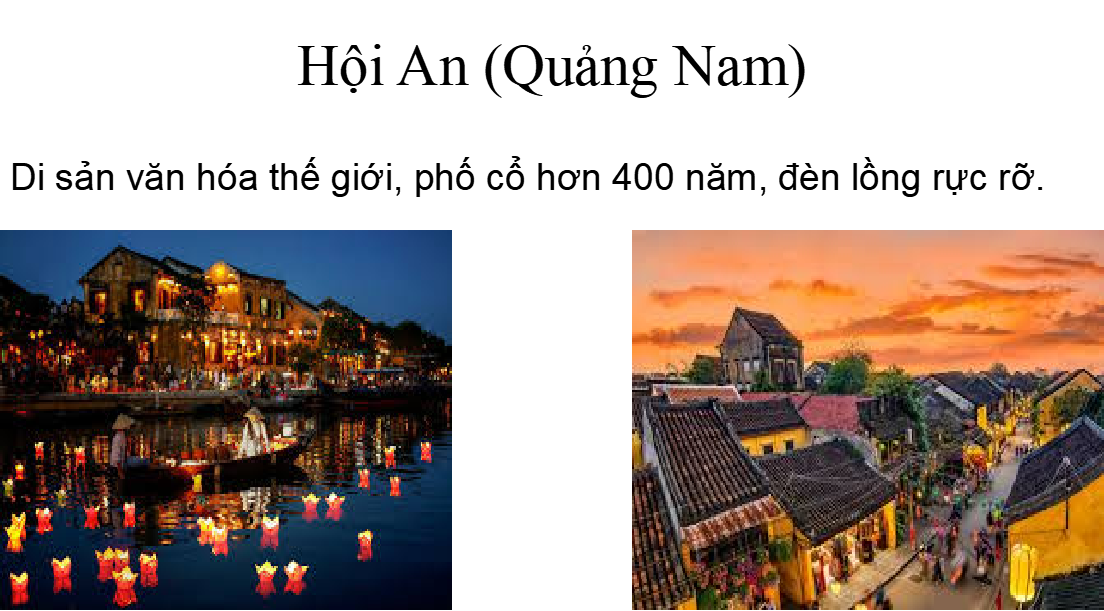 Hội An (Quảng Nam)
Di sản văn hóa thế giới, phố cổ hơn 400 năm, đèn lồng rực rỡ.